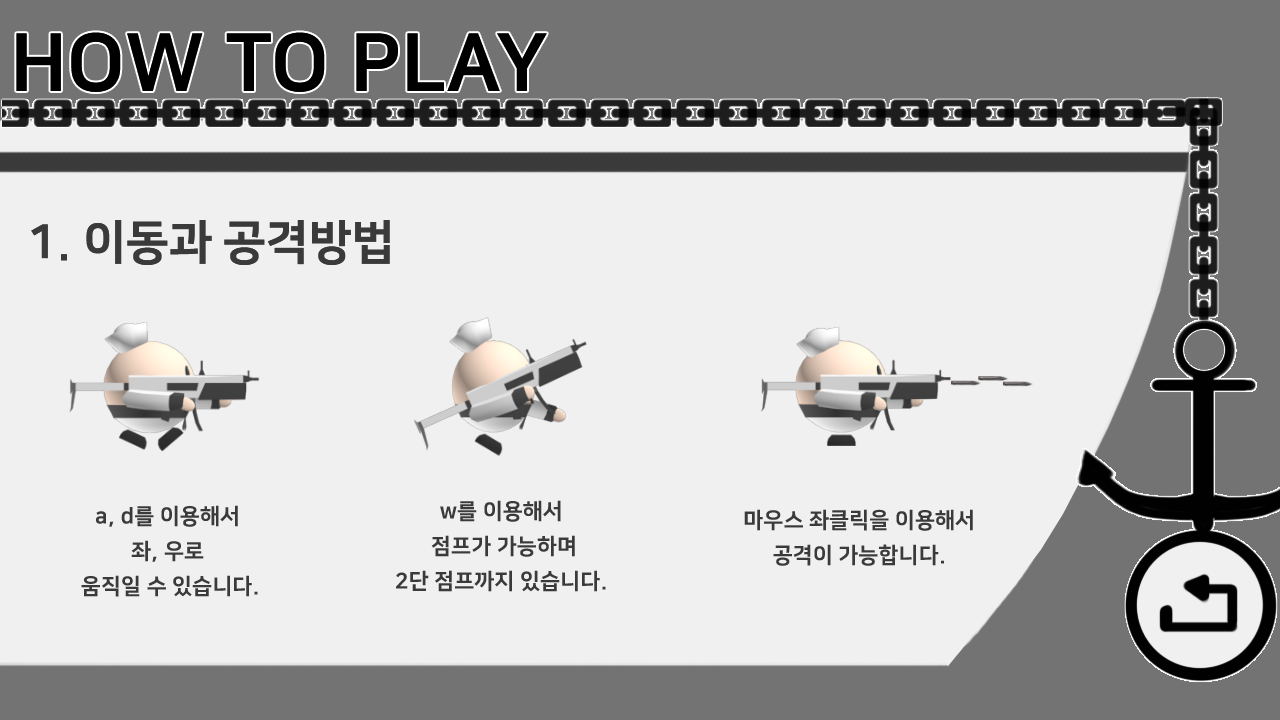 HOW TO PLAY
1. 이동과 공격방법
a, d를 이용해서
좌, 우로
움직일 수 있습니다.
w를 이용해서
점프가 가능하며
2단 점프까지 있습니다.
마우스 좌클릭을 이용해서
공격이 가능합니다.